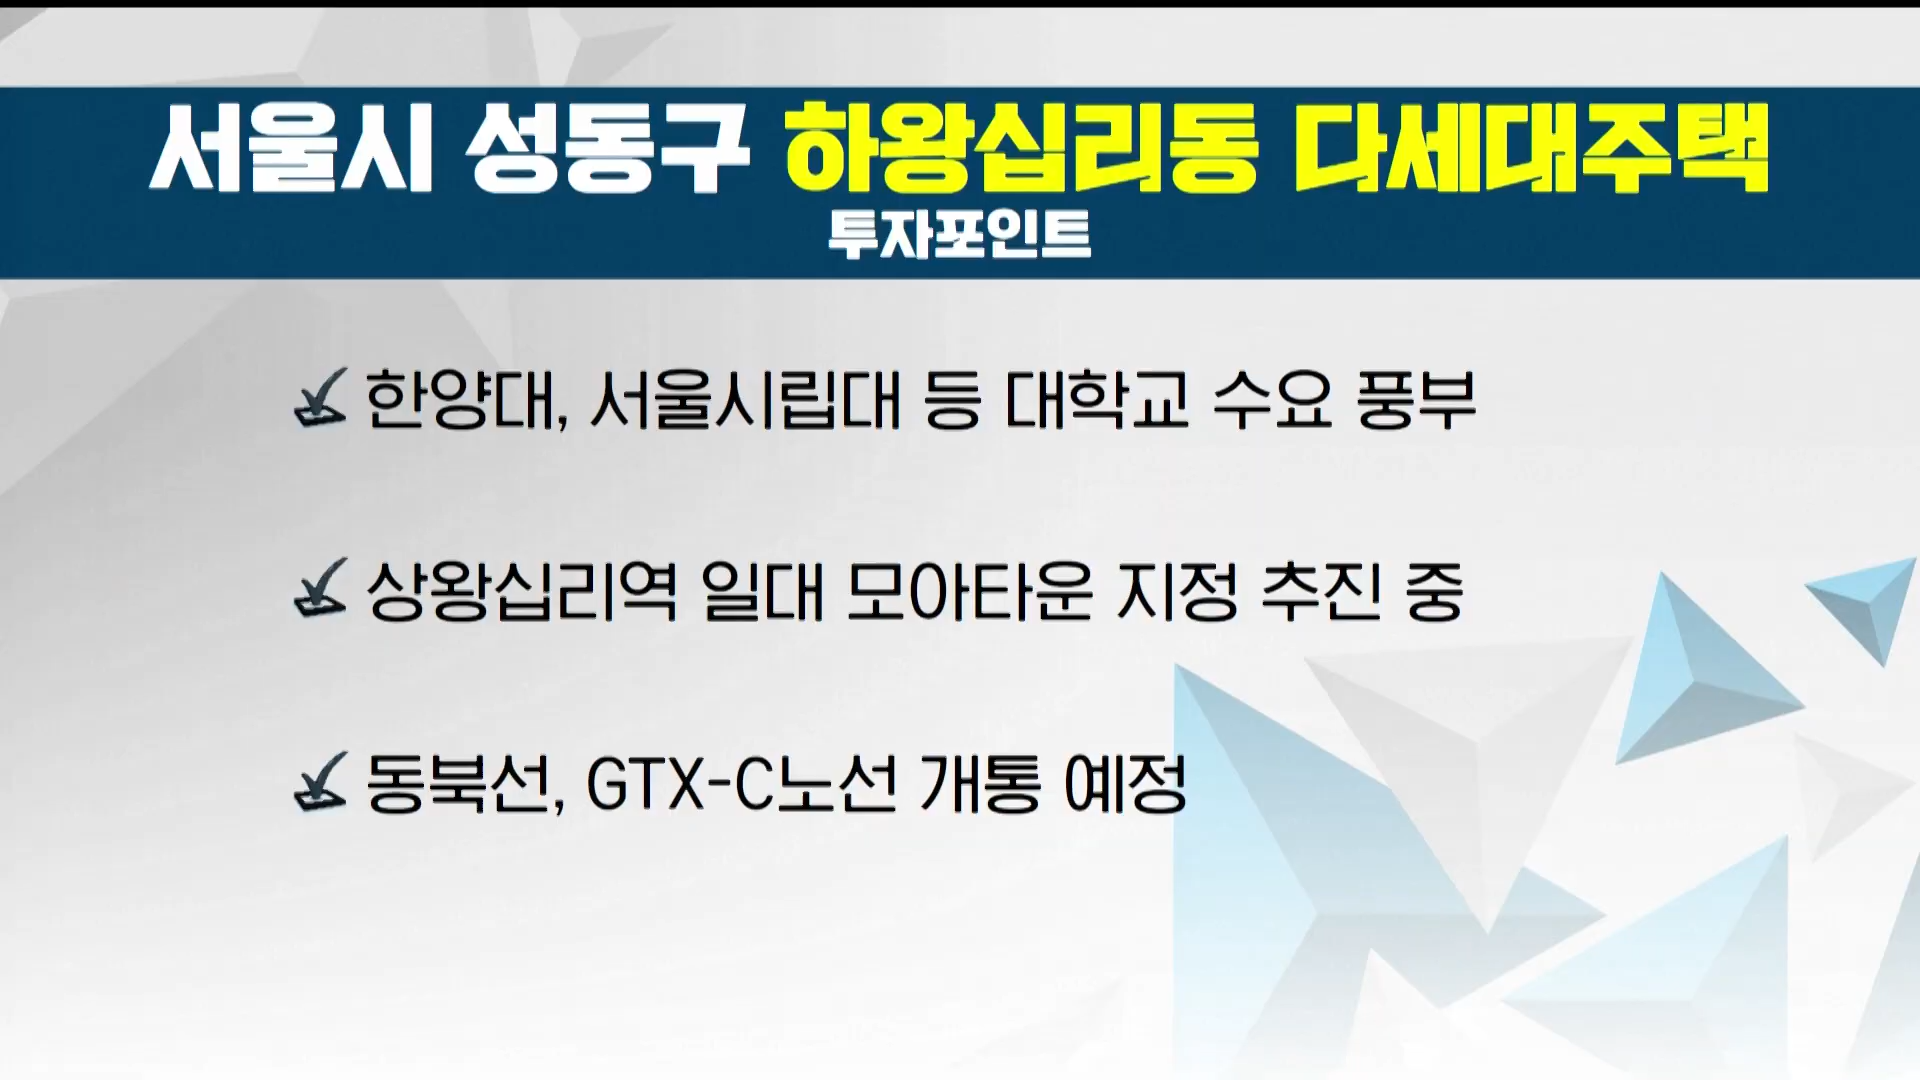 서울시 성동구 하왕십리동 다세대주택
투자포인트
한양대, 서울시립대 등 대학교 수요 풍부
상왕십리역 일대 모아타운 지정 추진 중
동북선, GTX-C노선 개통 예정